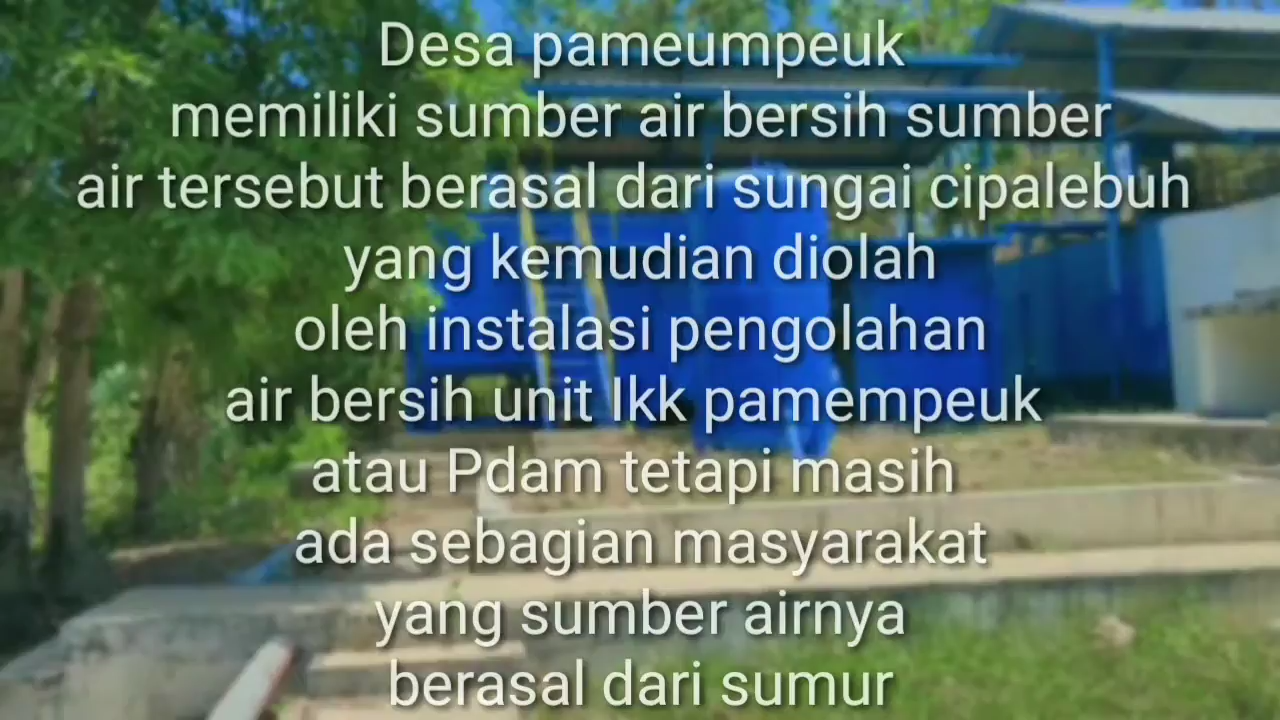 Desa pameumpeuk
memiliki sumber air bersih sumber
air tersebut berasal dari sungai cipalebuh
yang kemudian diolah
oleh instalasi pengolahan
air bersih unit Ikk pamempeuk
atau Pdam tetapi masih
ada sebagian masyarakat
yang sumber airnya
berasal dari sumur